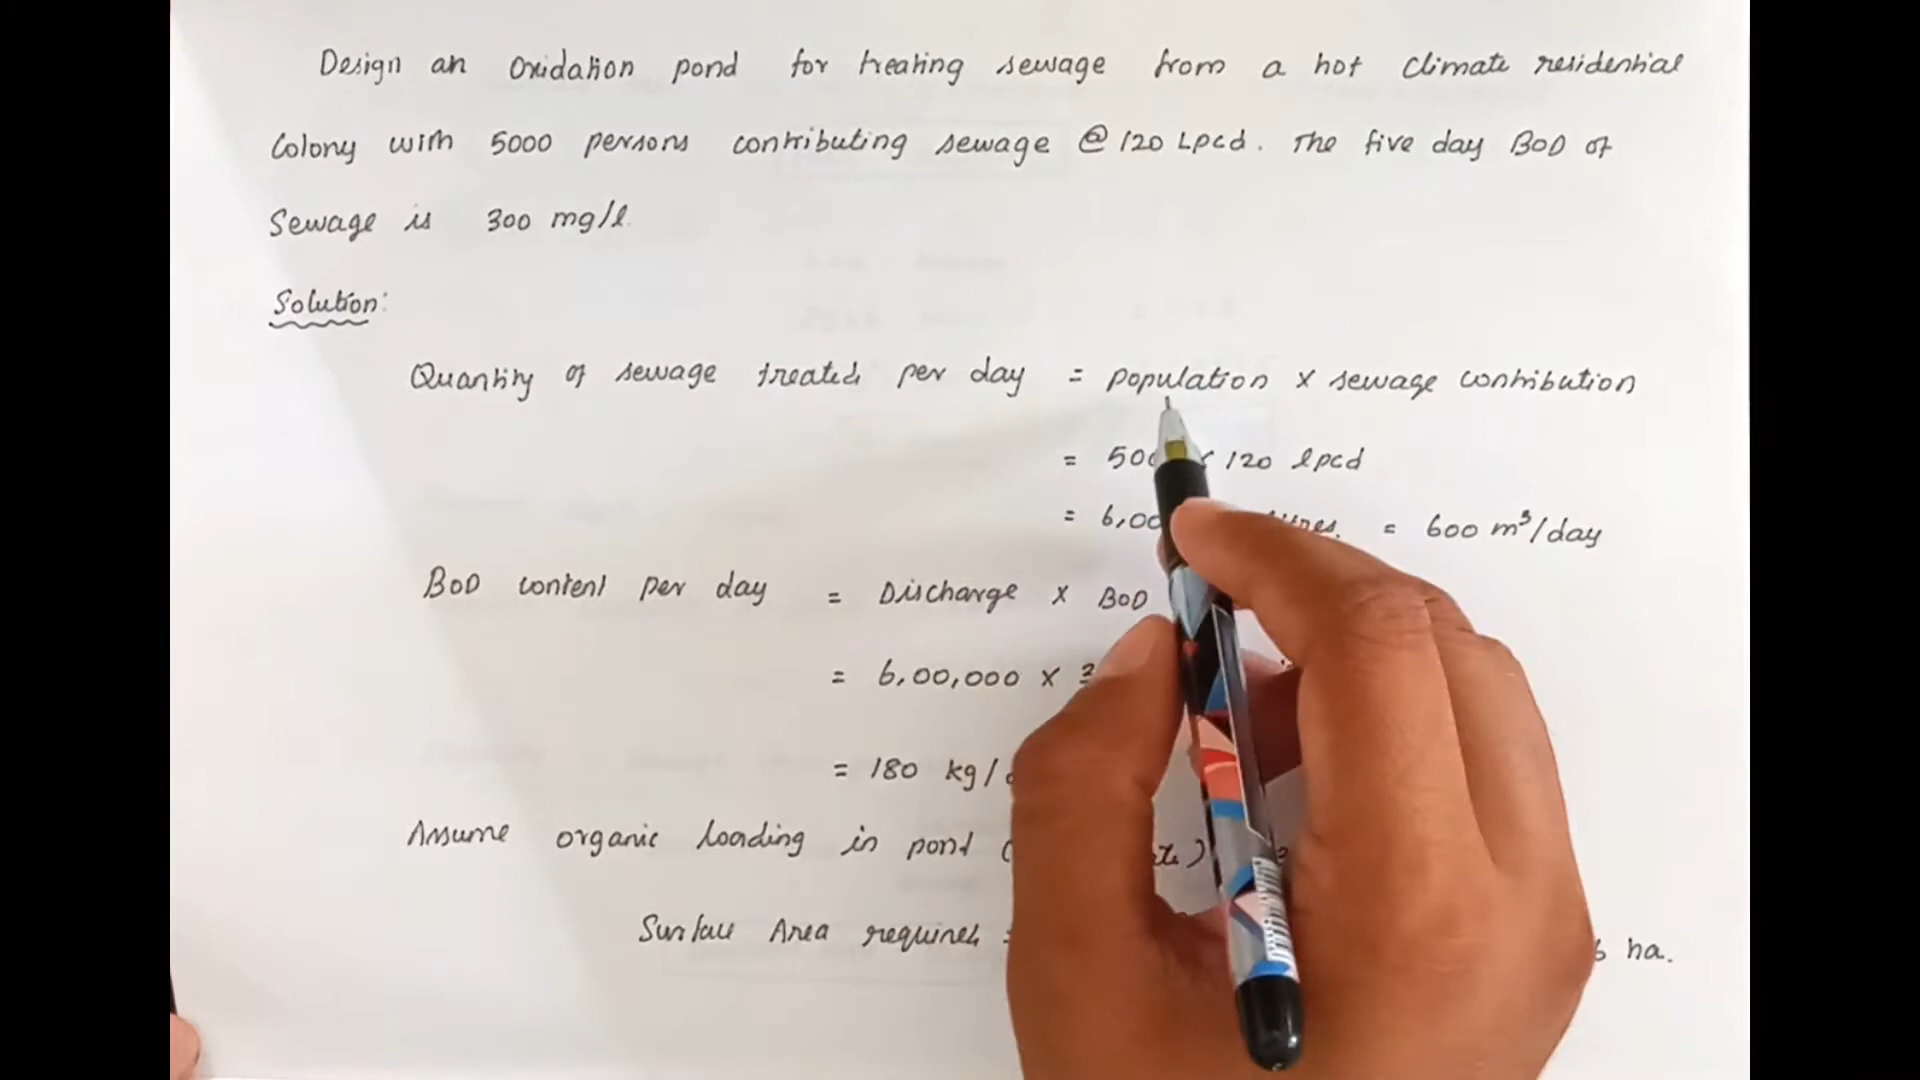 Design an Oxidation pond for treating sewage from a hot climate residential
Colony with 5000 persons contributing sewage @ 120 Lpcd. The five day BOD of
Sewage is 300 mg/l.
Solution:
Quantity of sewage treated per day = population x sewage contribution
= 120 lpcd
= = 600 m³/day
BOD content per day = Discharge x BOD
= 6,00,000 x
= 180 kg/
Assume organic loading in pond (
Surface Area required = ha.